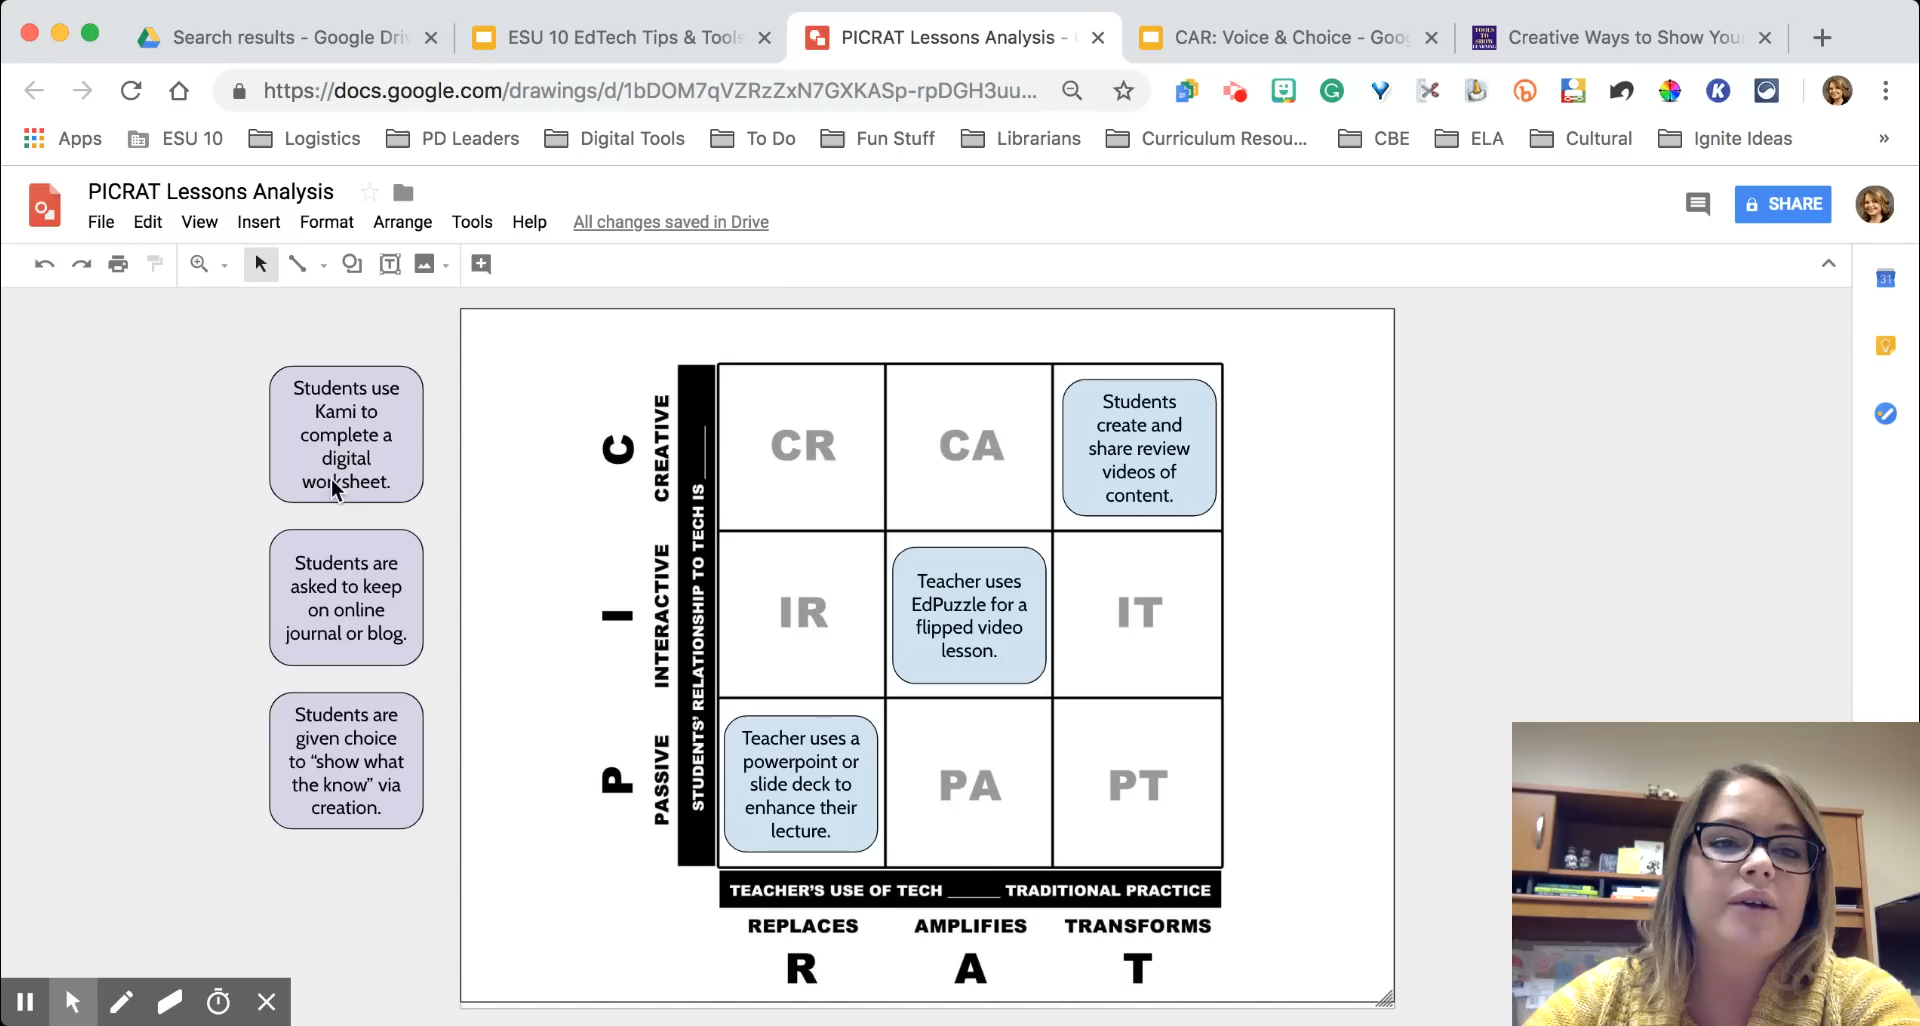 Search results - Google Dri
ESU 10 EdTech Tips & Tools
PICRAT Lessons Analysis -
CAR: Voice & Choice - Goog
Creative Ways to Show You
https://docs.google.com/drawings/d/1bDOM7qVZRzZxN7GXKASp-rpDGH3uu...
Apps
ESU 10
Logistics
PD Leaders
Digital Tools
To Do
Fun Stuff
Librarians
Curriculum Resou...
CBE
ELA
Cultural
Ignite Ideas
»
PICRAT Lessons Analysis
File Edit View Insert Format Arrange Tools Help All changes saved in Drive
SHARE
31
Students use
Kami to
complete a
digital
worksheet.
Students are
asked to keep
on online
journal or blog.
Students are
given choice
to “show what
the know” via
creation.
C
CREATIVE
I
INTERACTIVE
P
PASSIVE
STUDENTS' RELATIONSHIP TO TECH IS ____
CR
CA
Students
create and
share review
videos of
content.
IR
Teacher uses
EdPuzzle for a
flipped video
lesson.
IT
Teacher uses a
powerpoint or
slide deck to
enhance their
lecture.
PA
PT
TEACHER'S USE OF TECH _____ TRADITIONAL PRACTICE
REPLACES AMPLIFIES TRANSFORMS
R A T